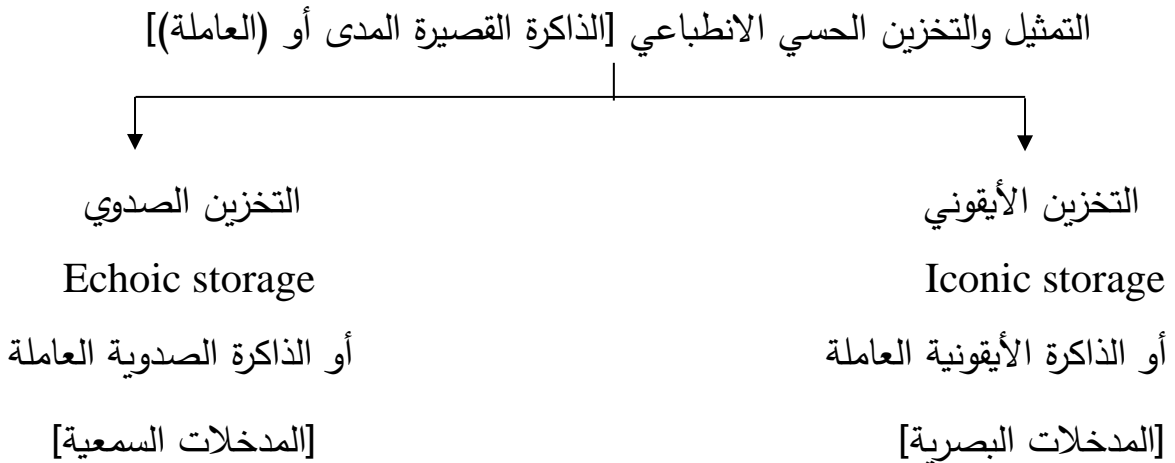 التمثيل والتخزين الحسي الانطباعي [الذاكرة القصيرة المدى أو (العاملة)]
التخزين الأيقوني
Iconic storage
أو الذاكرة الأيقونية العاملة
[المدخلات البصرية]
التخزين الصدوي
Echoic storage
أو الذاكرة الصدوية العاملة
[المدخلات السمعية]